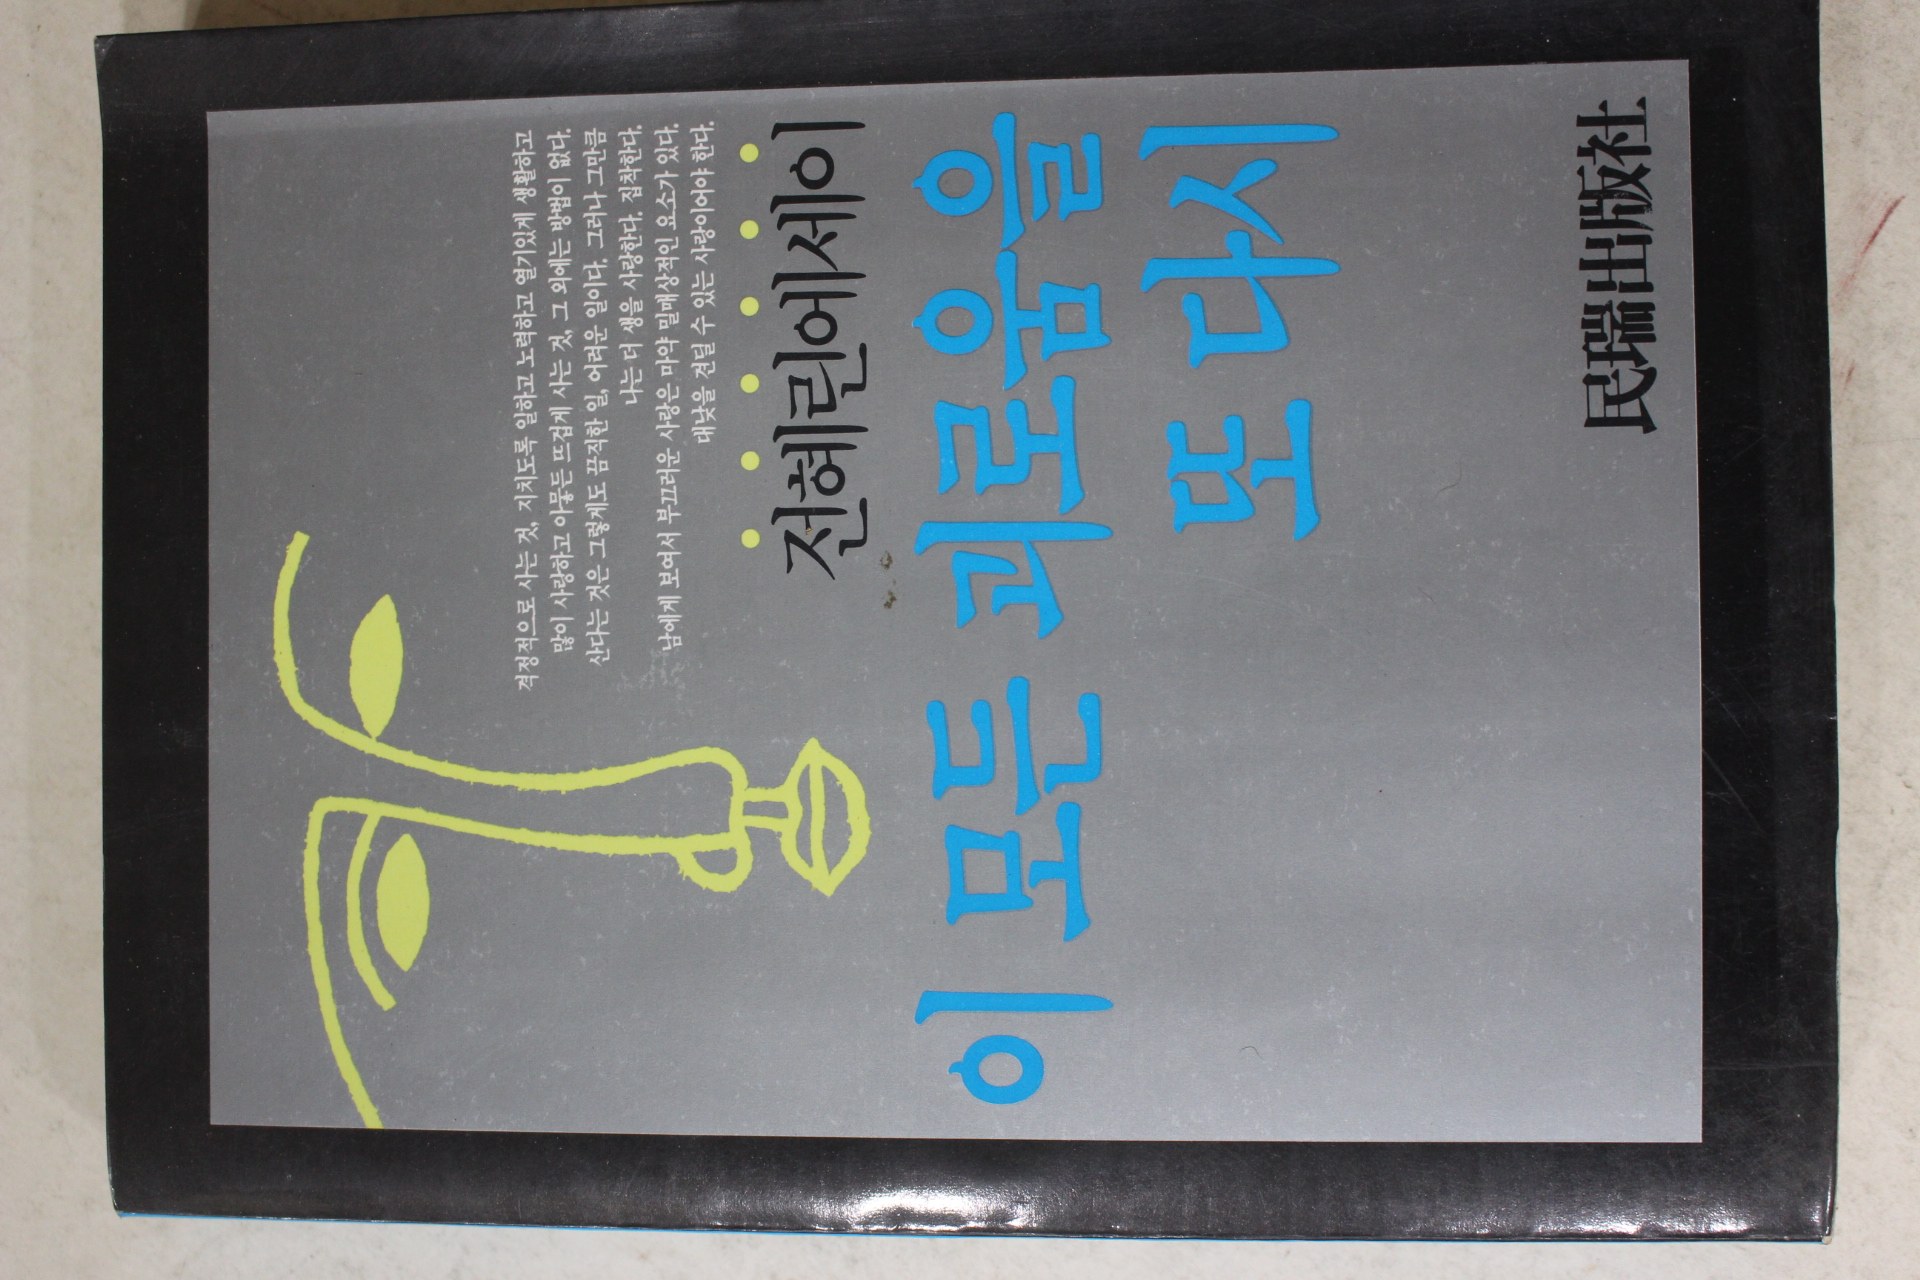 격정적으로 사는 것, 지치도록 일하고 노력하고 열기있게 생활하고
많이 사랑하고 아뭏든 뜨겁게 사는 것, 그 외에는 방법이 없다.
산다는 것은 그렇게도 끔직한 일, 어려운 일이다. 그러나 그만큼
나는 더 생을 사랑한다. 집착한다.
남에게 보여서 부끄러운 사랑은 마약 밀매상적인 요소가 있다.
대낮을 견딜 수 있는 사랑이어야 한다.
전혜린에세이
이 모든 괴로움을
또 다시
民瑞出版社